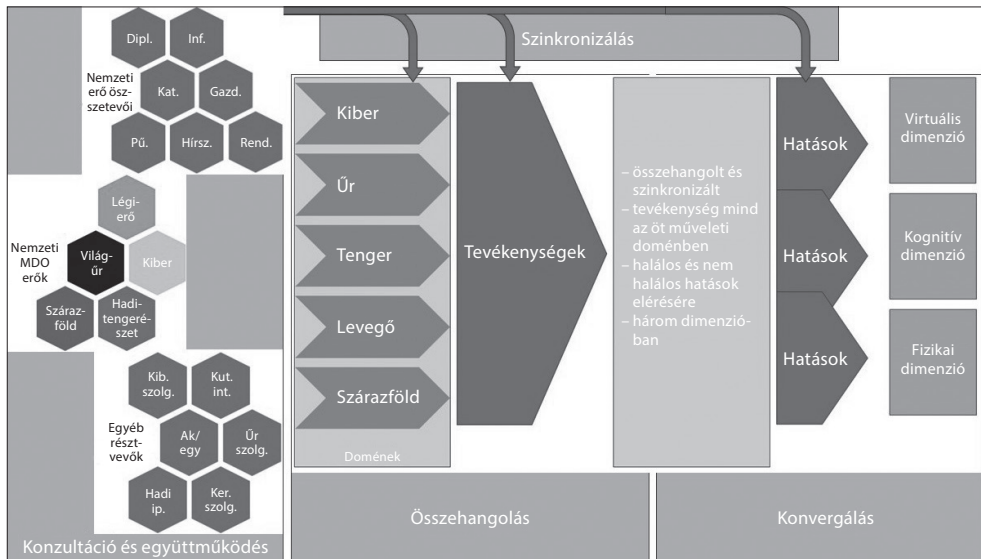 Szinkronizálás
Dipl.
Inf.
Nemzeti
erő ösz-
szetevői
Kat.
Gazd.
Pü.
Hírsz.
Rend.
Légi-
erő
Nemzeti
MDO
erők
Világ-
űr
Kiber
Száraz-
föld
Hadi-
tengeré-
szet
Kib.
szolg.
Kut.
int.
Egyéb
részt-
vevők
Ak/
egy
Űr
szolg.
Hadi
ip.
Ker.
szolg.
Konzultáció és együttműködés
Kiber
Űr
Tenger
Levegő
Szárazföld
Domének
Tevékenységek
– összehangolt és
szinkronizált
– tevékenység mind
az öt műveleti
doménben
– halálos és nem
halálos hatások
elérésére
– három dimenzió-
ban
Összehangolás
Hatások
Hatások
Hatások
Virtuális
dimenzió
Kognitív
dimenzió
Fizikai
dimenzió
Konvergálás